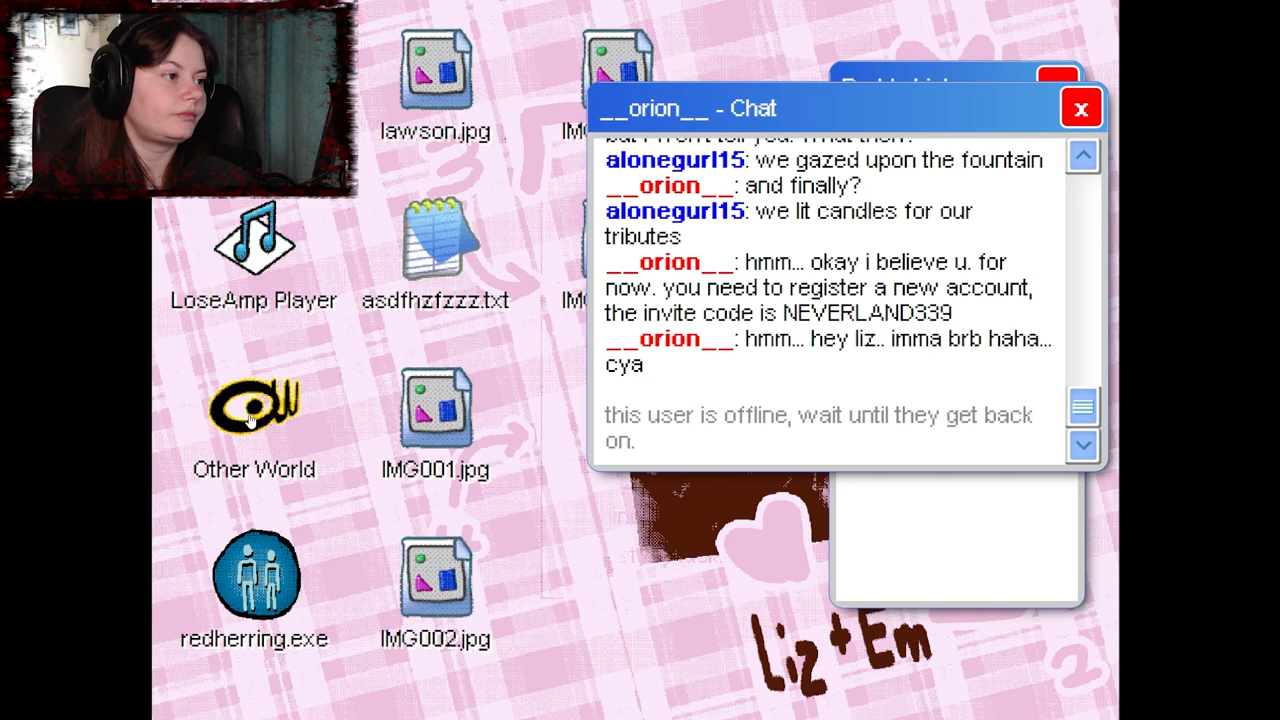 lawson.jpg
__orion__ - Chat
alonegurl15: we gazed upon the fountain
__orion__: and finally?
alonegurl15: we lit candles for our
tributes
__orion__: hmm... okay i believe u. for
now. you need to register a new account,
the invite code is NEVERLAND339
__orion__: hmm... hey liz.. imma brb haha...
cya
this user is offline, wait until they get back
on.
LoseAmp Player
asdfhzfzzz.txt
Other World
IMG001.jpg
redherring.exe
IMG002.jpg
Liz + Em
2